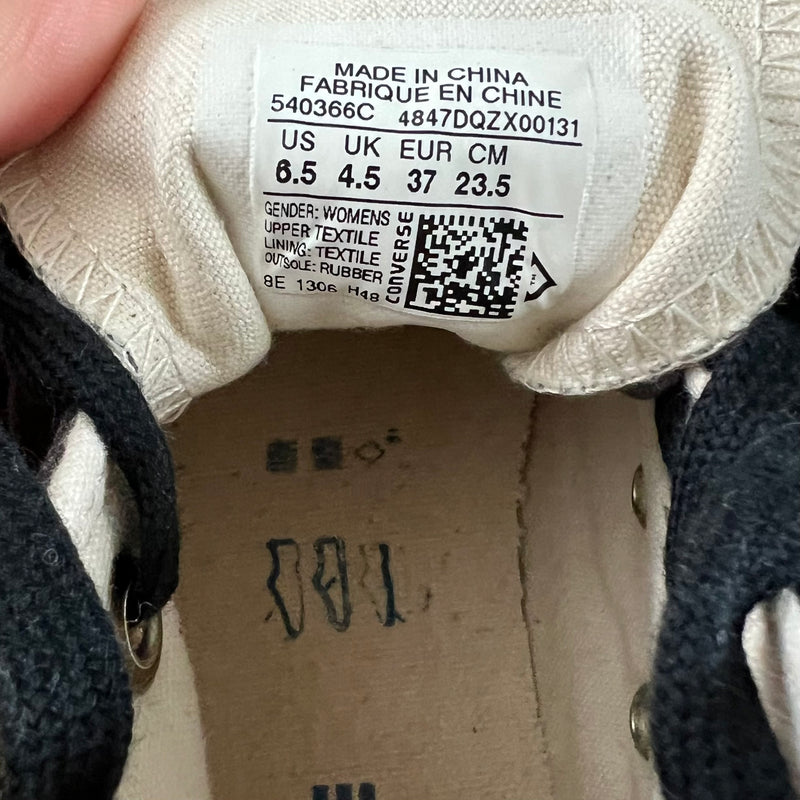 MADE IN CHINA
FABRIQUE EN CHINE
540366C 4847DQZX00131
US UK EUR CM
6.5 4.5 37 23.5
GENDER: WOMENS
UPPER TEXTILE
LINING: TEXTILE
OUTSOLE: RUBBER
8E 1306 H48
CONVERSE